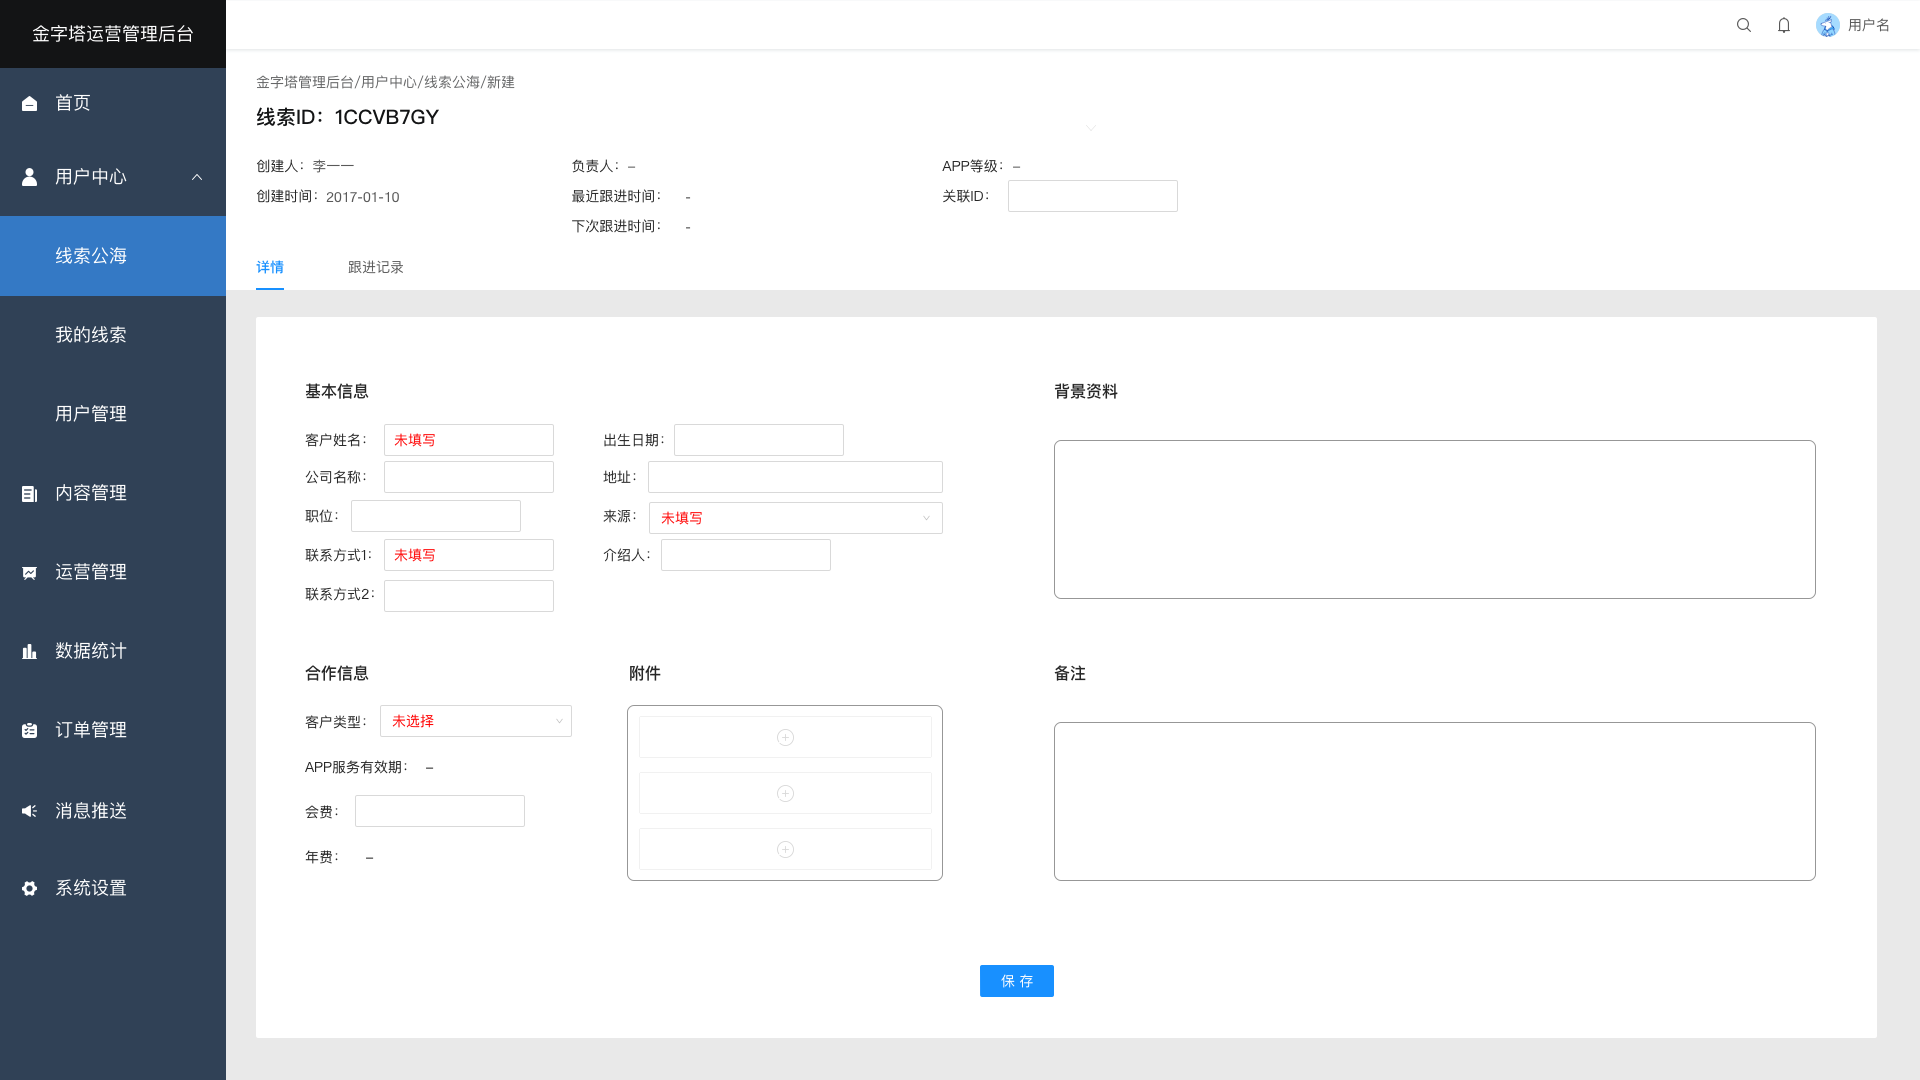 金字塔运营管理后台
首页
用户中心
线索公海
我的线索
用户管理
内容管理
运营管理
数据统计
订单管理
消息推送
系统设置
用户名
金字塔管理后台/用户中心/线索公海/新建
线索ID：1CCVB7GY
创建人：李一一
负责人：–
APP等级：–
创建时间：2017-01-10
最近跟进时间： -
关联ID：
下次跟进时间： -
详情 跟进记录
基本信息
客户姓名： 未填写
出生日期：
公司名称：
地址：
职位：
来源： 未填写
联系方式1： 未填写
介绍人：
联系方式2：
背景资料
合作信息
客户类型： 未选择
APP服务有效期： –
会费：
年费： –
附件
备注
保 存